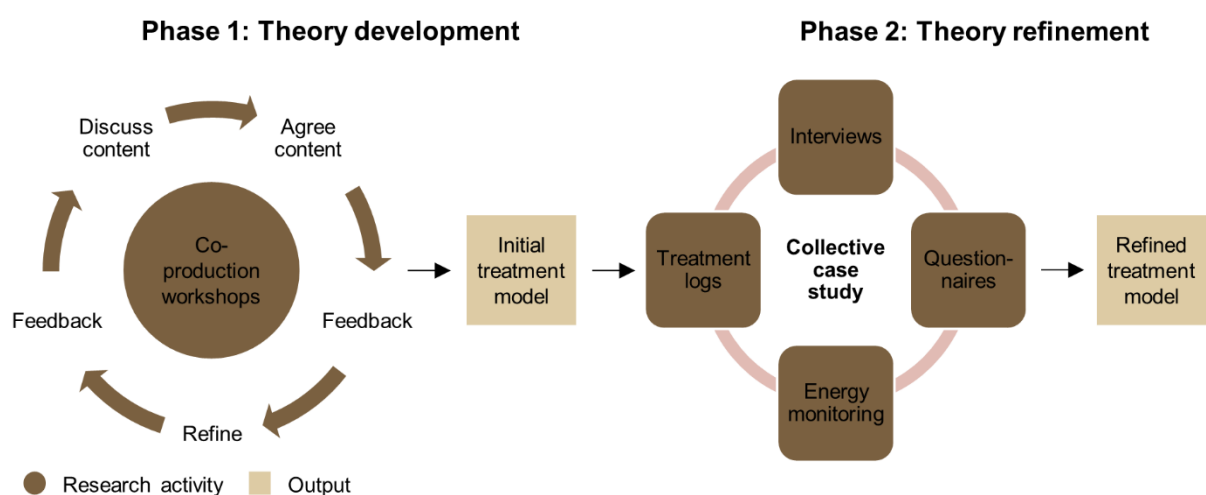 Phase 1: Theory development
Phase 2: Theory refinement
Discuss
content
Agree
content
Co-
production
workshops
Feedback
Feedback
Refine
Initial
treatment
model
Interviews
Treatment
logs
Collective
case
study
Question-
naires
Energy
monitoring
Refined
treatment
model
Research activity
Output